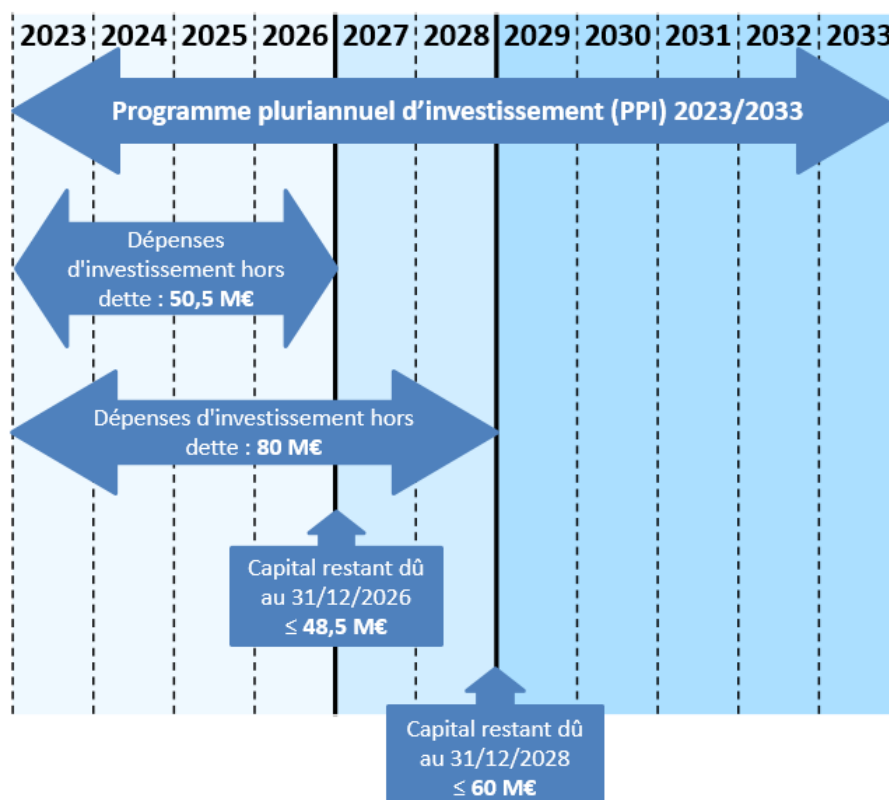 2023 2024 2025 2026 2027 2028 2029 2030 2031 2032 2033
Programme pluriannuel d’investissement (PPI) 2023/2033
Dépenses
d'investissement hors
dette : 50,5 M€
Dépenses d'investissement hors
dette : 80 M€
Capital restant dû
au 31/12/2026
≤ 48,5 M€
Capital restant dû
au 31/12/2028
≤ 60 M€